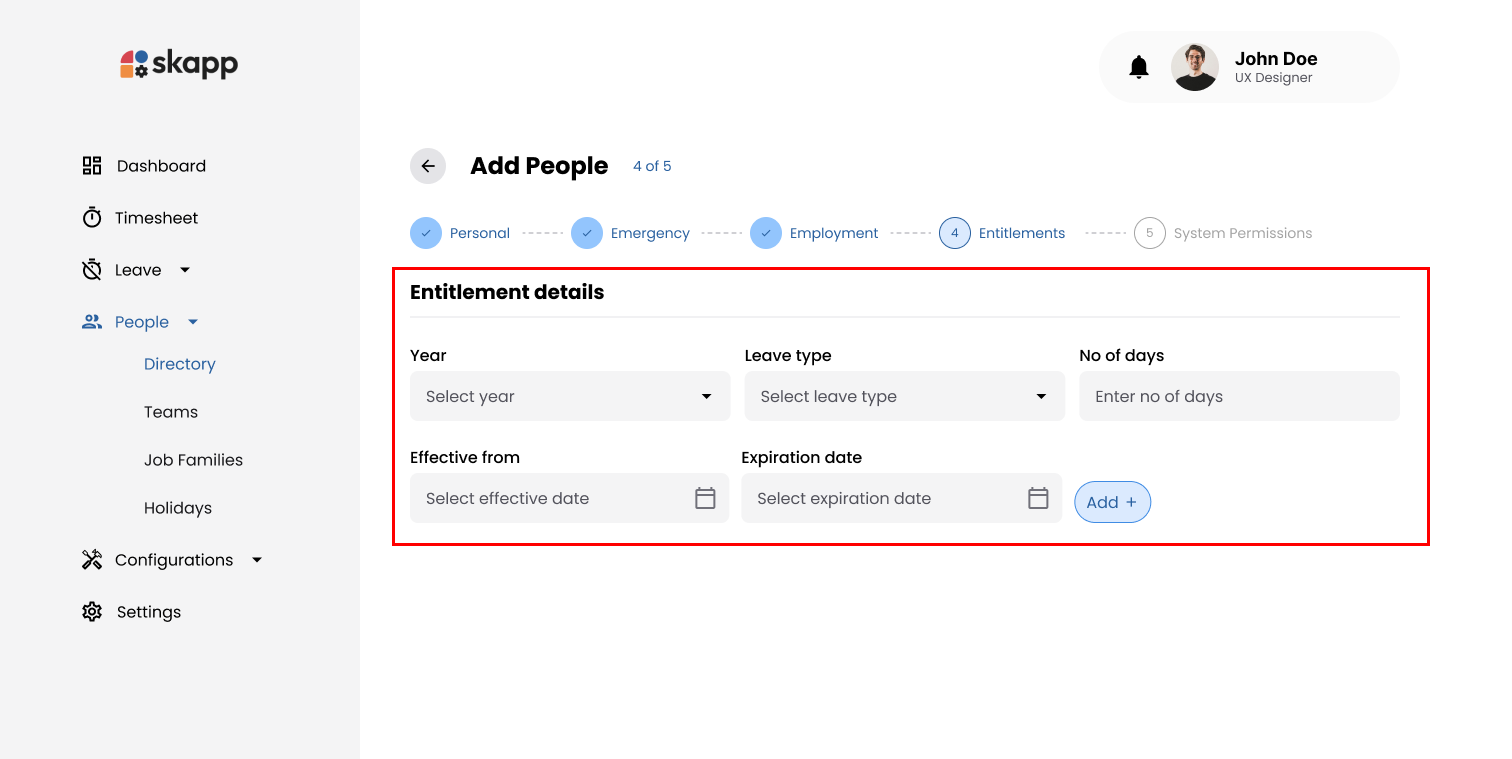 skapp
John Doe
UX Designer
Dashboard
Timesheet
Leave
People
Directory
Teams
Job Families
Holidays
Configurations
Settings
Add People 4 of 5
Personal Emergency Employment 4 Entitlements 5 System Permissions
Entitlement details
Year Leave type No of days
Select year Select leave type Enter no of days
Effective from Expiration date
Select effective date Select expiration date Add +